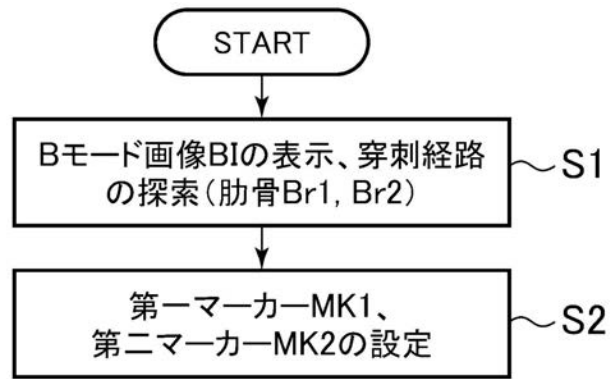 START
Bモード画像BIの表示、穿刺経路
の探索(肋骨Br1, Br2)
S1
第一マーカーMK1、
第二マーカーMK2の設定
S2